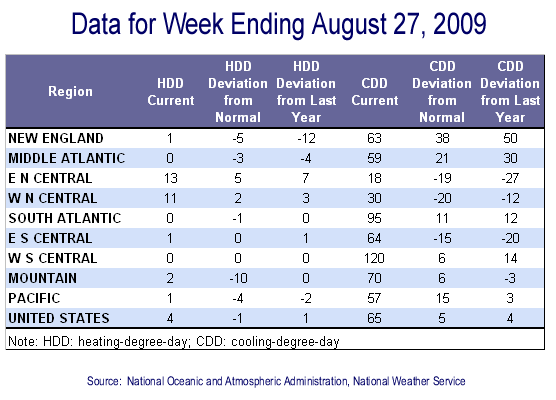 Data for Week Ending August 27, 2009
Region HDD Current HDD Deviation from Normal HDD Deviation from Last Year CDD Current CDD Deviation from Normal CDD Deviation from Last Year
NEW ENGLAND 1 -5 -12 63 38 50
MIDDLE ATLANTIC 0 -3 -4 59 21 30
E N CENTRAL 13 5 7 18 -19 -27
W N CENTRAL 11 2 3 30 -20 -12
SOUTH ATLANTIC 0 -1 0 95 11 12
E S CENTRAL 1 0 1 64 -15 -20
W S CENTRAL 0 0 0 120 6 14
MOUNTAIN 2 -10 0 70 6 -3
PACIFIC 1 -4 -2 57 15 3
UNITED STATES 4 -1 1 65 5 4
Note: HDD: heating-degree-day; CDD: cooling-degree-day
Source: National Oceanic and Atmospheric Administration, National Weather Service